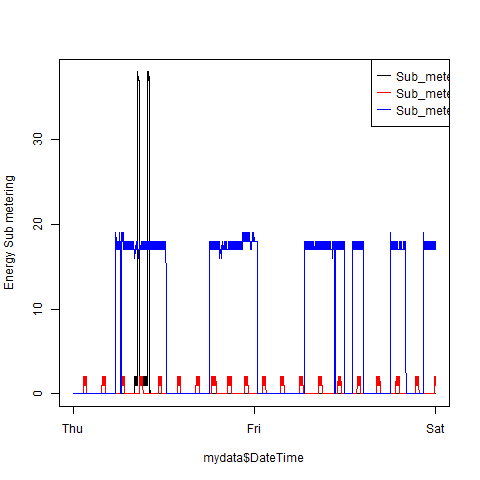 Sub_mete
Sub_mete
Sub_mete
Energy Sub metering
30
20
10
0
Thu
Fri
Sat
mydata$DateTime